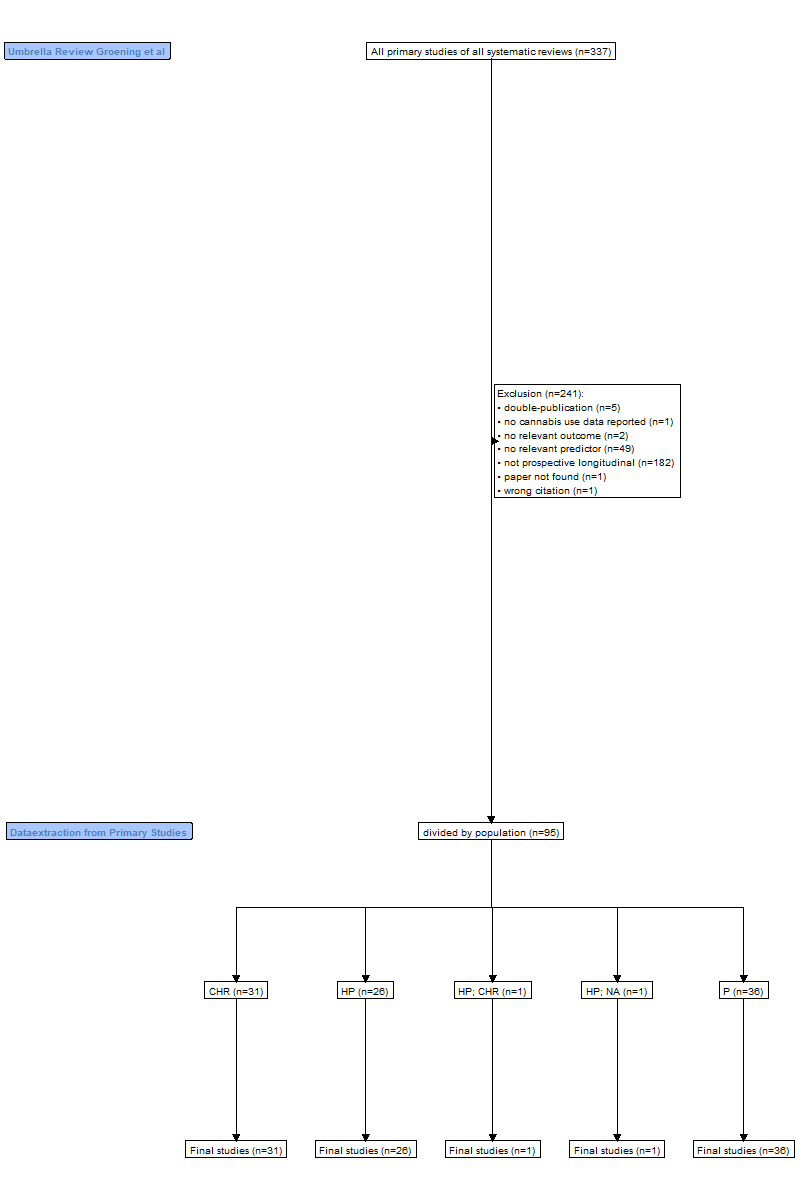 Umbrella Review Groening et al
All primary studies of all systematic reviews (n=337)
Exclusion (n=241):
• double-publication (n=5)
• no cannabis use data reported (n=1)
• no relevant outcome (n=2)
• no relevant predictor (n=49)
• not prospective longitudinal (n=182)
• paper not found (n=1)
• wrong citation (n=1)
Dataextraction from Primary Studies
divided by population (n=95)
CHR (n=31)
HP (n=26)
HP; CHR (n=1)
HP; NA (n=1)
P (n=36)
Final studies (n=31)
Final studies (n=26)
Final studies (n=1)
Final studies (n=1)
Final studies (n=36)